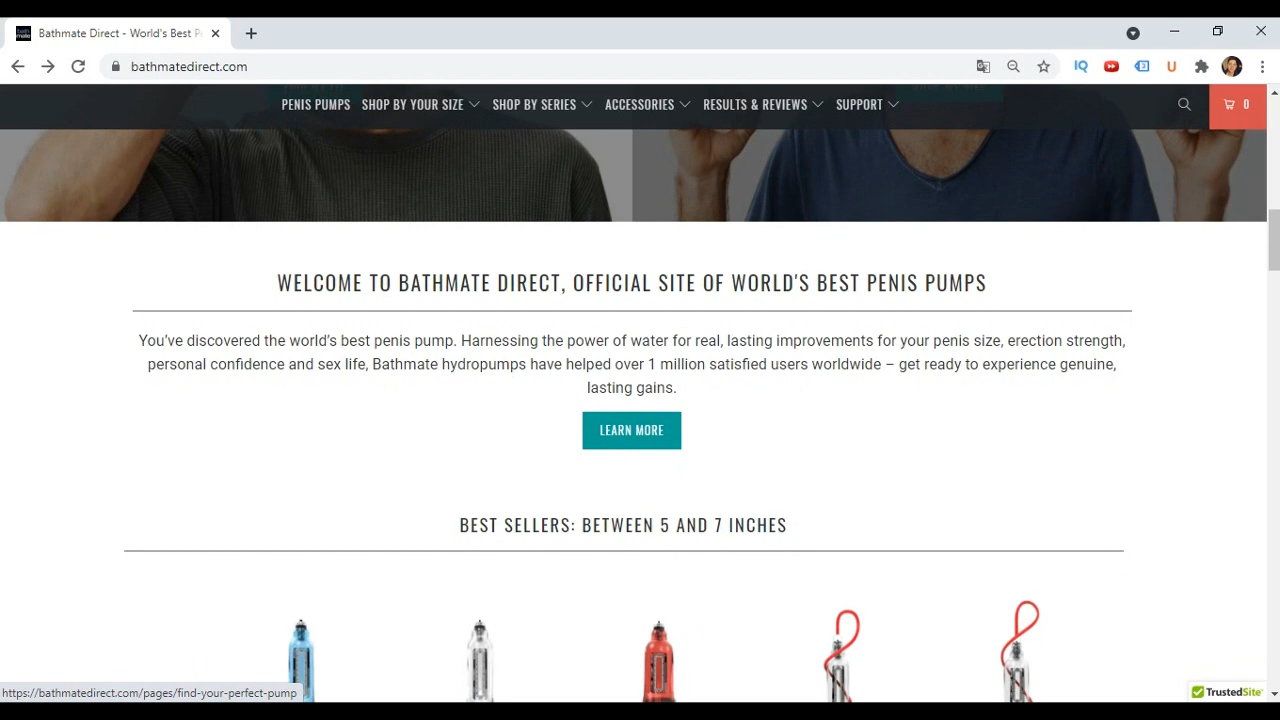 Bathmate Direct - World's Best P
bathmatedirect.com
PENIS PUMPS SHOP BY YOUR SIZE SHOP BY SERIES ACCESSORIES RESULTS & REVIEWS SUPPORT 0
WELCOME TO BATHMATE DIRECT, OFFICIAL SITE OF WORLD'S BEST PENIS PUMPS
You've discovered the world's best penis pump. Harnessing the power of water for real, lasting improvements for your penis size, erection strength,
personal confidence and sex life, Bathmate hydropumps have helped over 1 million satisfied users worldwide – get ready to experience genuine,
lasting gains.
LEARN MORE
BEST SELLERS: BETWEEN 5 AND 7 INCHES
https://bathmatedirect.com/pages/find-your-perfect-pump
TrustedSite